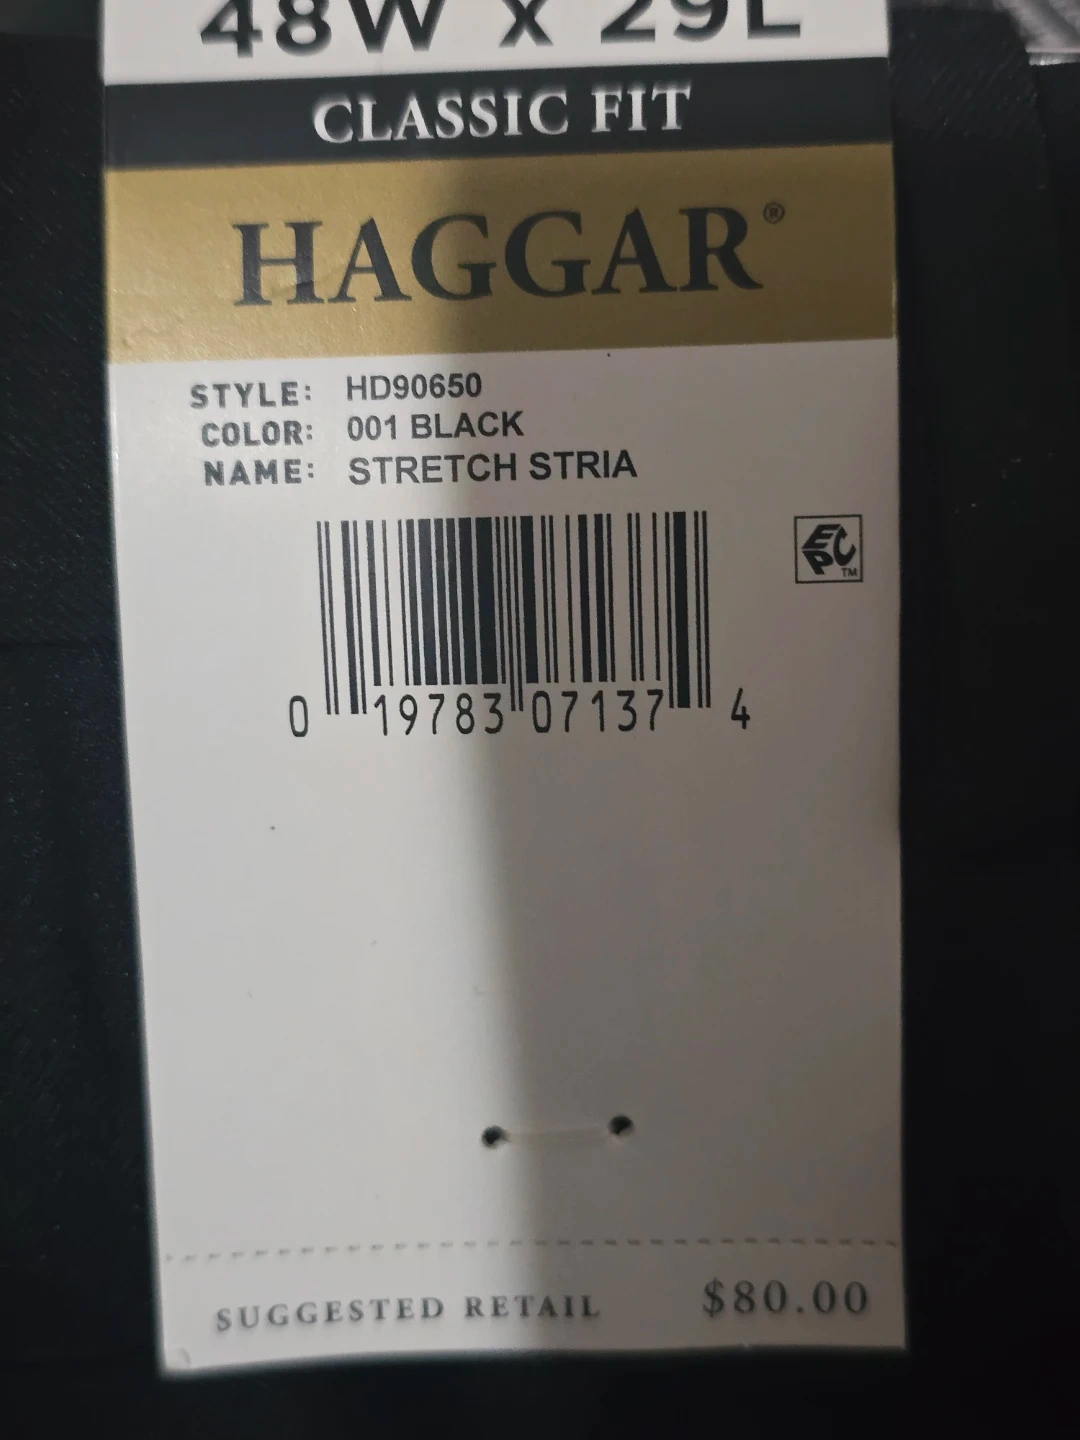 48W x 29L
CLASSIC FIT
HAGGAR®
STYLE: HD90650
COLOR: 001 BLACK
NAME: STRETCH STRIA
EPC™
0 19783 07137 4
SUGGESTED RETAIL $80.00